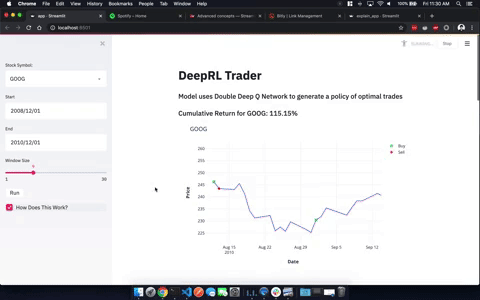 Chrome File Edit View History Bookmarks People Tab Window Help 100% Fri 11:30 AM
app · Streamlit
Spotify – Home
Advanced concepts — Streamli
Bitly | Link Management
explain_app · Streamlit
localhost:8501
Stop
Stock Symbol:
GOOG
Start
2008/12/01
End
2010/12/01
Window Size
5
1 30
Run
How Does This Work?
DeepRL Trader
Model uses Double Deep Q Network to generate a policy of optimal trades
Cumulative Return for GOOG: 115.15%
GOOG
Buy
Sell
Price
260
255
250
245
240
235
230
225
Aug 15
2010
Aug 22
Aug 29
Sep 5
Sep 12
Date